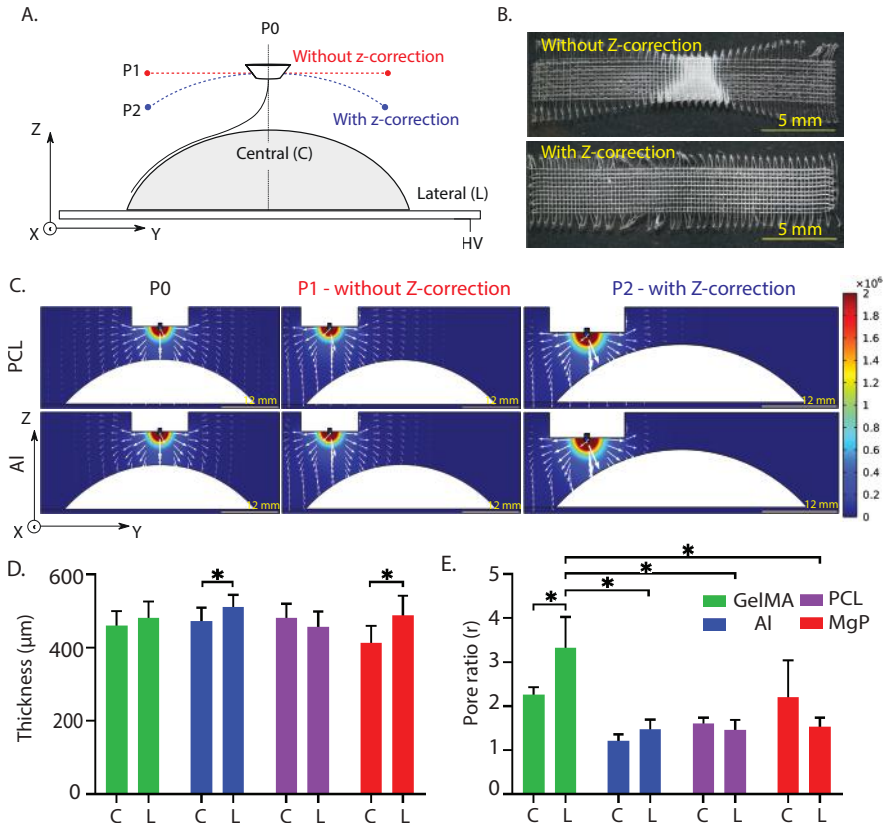 A.
P0
Without z-correction
P1
P2
With z-correction
Z
Central (C)
Lateral (L)
X
Y
HV
B.
Without Z-correction
5 mm
With Z-correction
5 mm
C.
P0
P1 - without Z-correction
P2 - with Z-correction
×10⁶
PCL
12 mm
12 mm
12 mm
2
1.8
1.6
1.4
1.2
1
0.8
0.6
0.4
0.2
0
Al
Z
12 mm
12 mm
12 mm
X
Y
D.
Thickness (μm)
600
400
200
0
*
*
C L C L C L C L
E.
Pore ratio (r)
5
4
3
2
1
0
*
*
*
*
GelMA
PCL
Al
MgP
C L C L C L C L